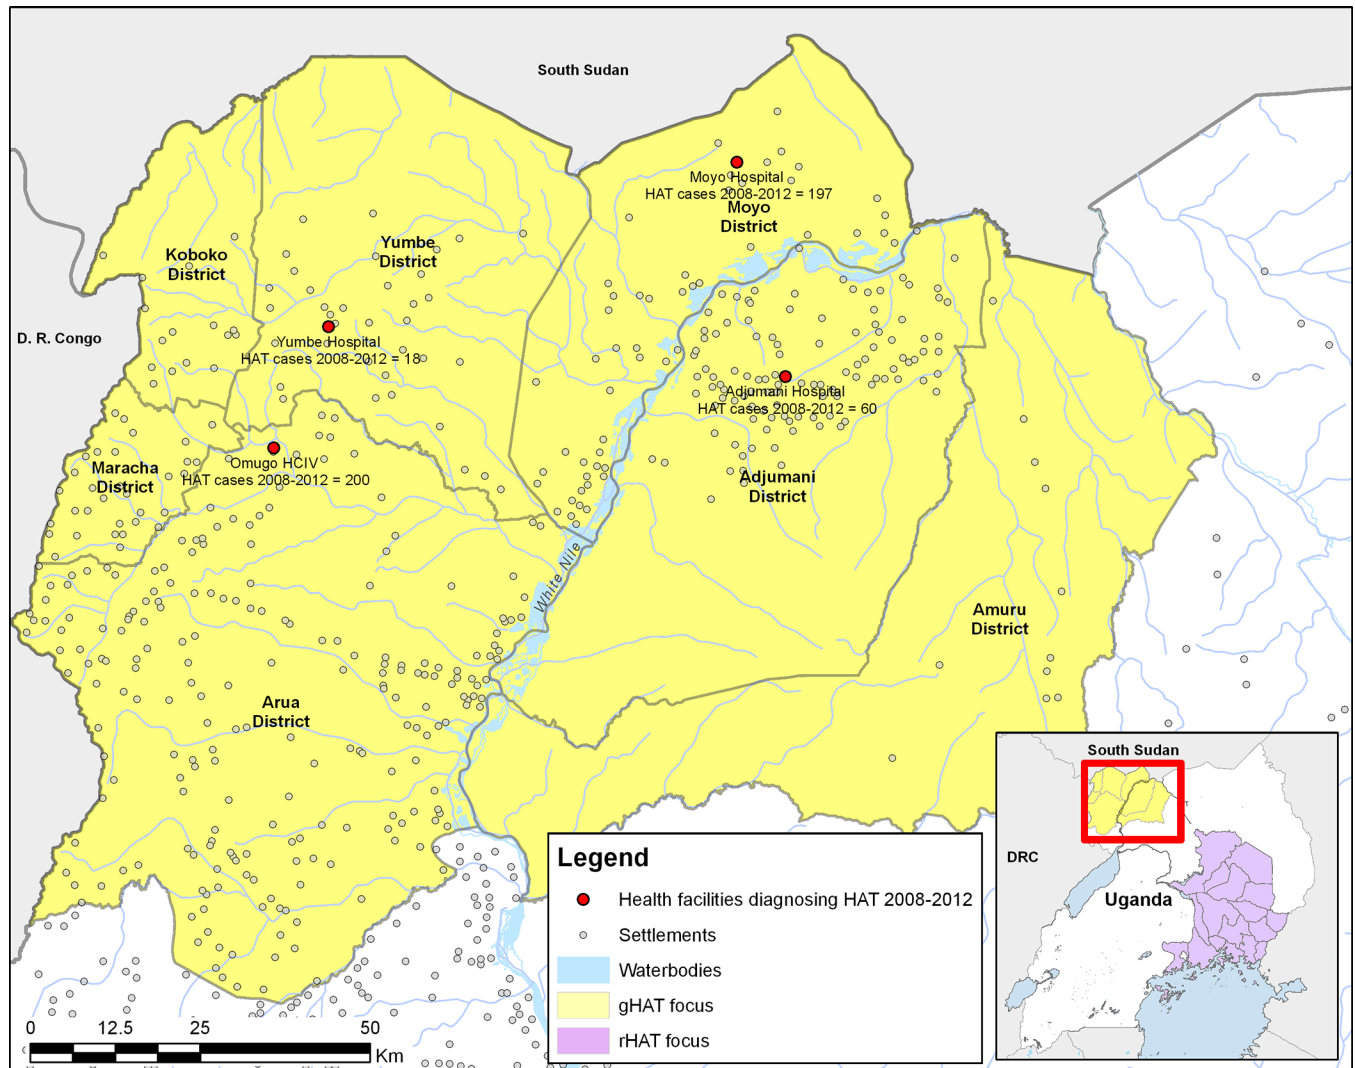 South Sudan
Moyo Hospital
HAT cases 2008-2012 = 197
Moyo
District
Koboko
District
Yumbe
District
D. R. Congo
Yumbe Hospital
HAT cases 2008-2012 = 18
Adjumani Hospital
HAT cases 2008-2012 = 60
Maracha
District
Omugo HCIV
HAT cases 2008-2012 = 200
Adjumani
District
White Nile
Amuru
District
Arua
District
South Sudan
DRC
Uganda
Legend
Health facilities diagnosing HAT 2008-2012
Settlements
Waterbodies
gHAT focus
rHAT focus
0 12.5 25 50
Km